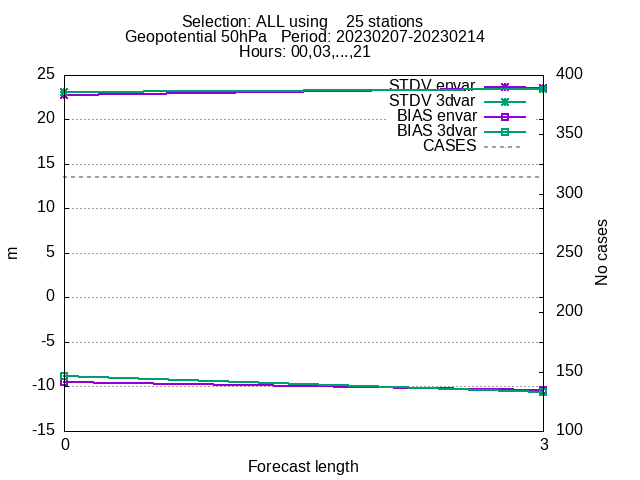 Selection: ALL using    25 stations
Geopotential 50hPa   Period: 20230207-20230214
Hours: 00,03,...,21
STDV envar
STDV 3dvar
BIAS envar
BIAS 3dvar
CASES
25
20
15
10
5
0
-5
-10
-15
400
350
300
250
200
150
100
m
No cases
0
3
Forecast length